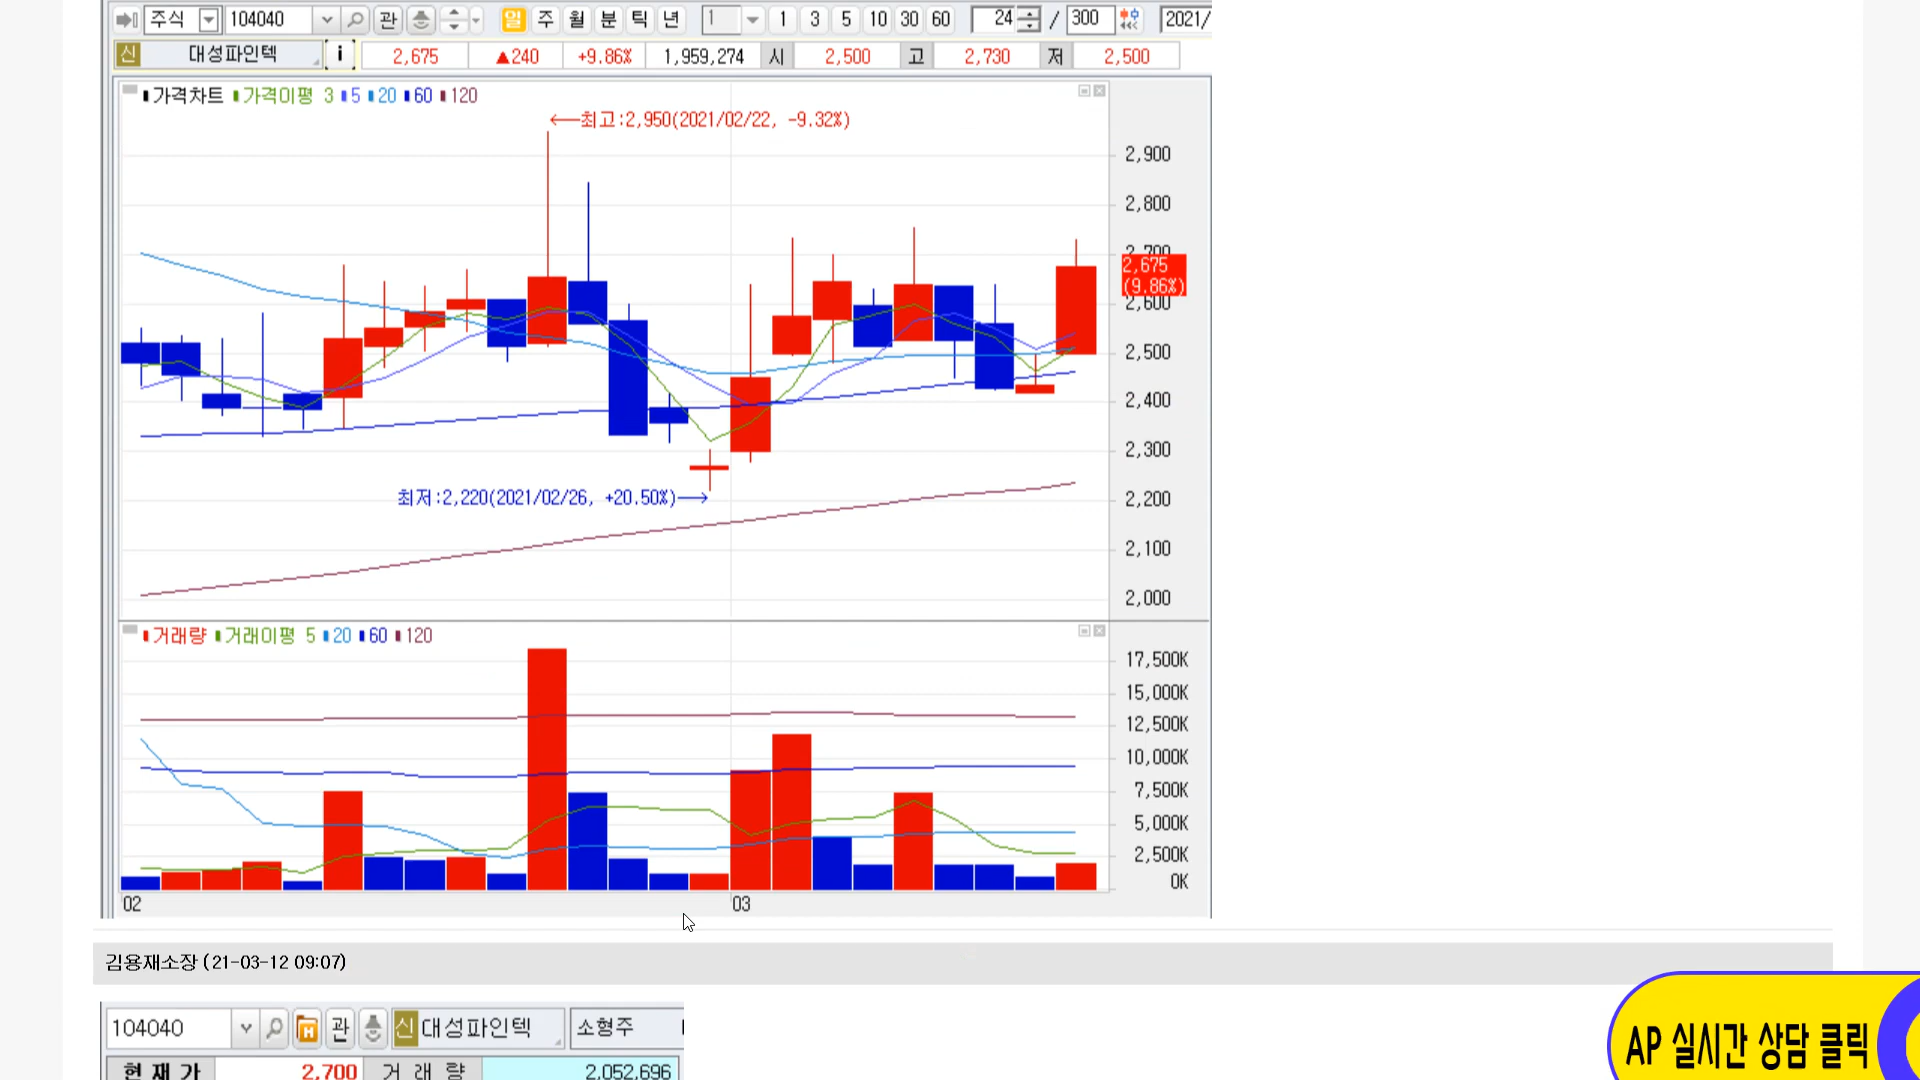 주식 104040 관 일 주 월 분 틱 년 1 1 3 5 10 30 60 24 / 300 2021/
신 대성파인텍 i 2,675 ▲240 +9.86% 1,959,274 시 2,500 고 2,730 저 2,500
가격차트 가격이평 3 5 20 60 120
←최고:2,950(2021/02/22, -9.32%)
2,900
2,800
2,700
2,675
(9.86%)
2,600
2,500
2,400
2,300
최저:2,220(2021/02/26, +20.50%)→
2,200
2,100
2,000
거래량 거래이평 5 20 60 120
17,500K
15,000K
12,500K
10,000K
7,500K
5,000K
2,500K
0K
02 03
김용재소장 (21-03-12 09:07)
104040 관 신 대성파인텍 소형주
현재가 2,700 거래량 2,052,696
AP 실시간 상담 클릭